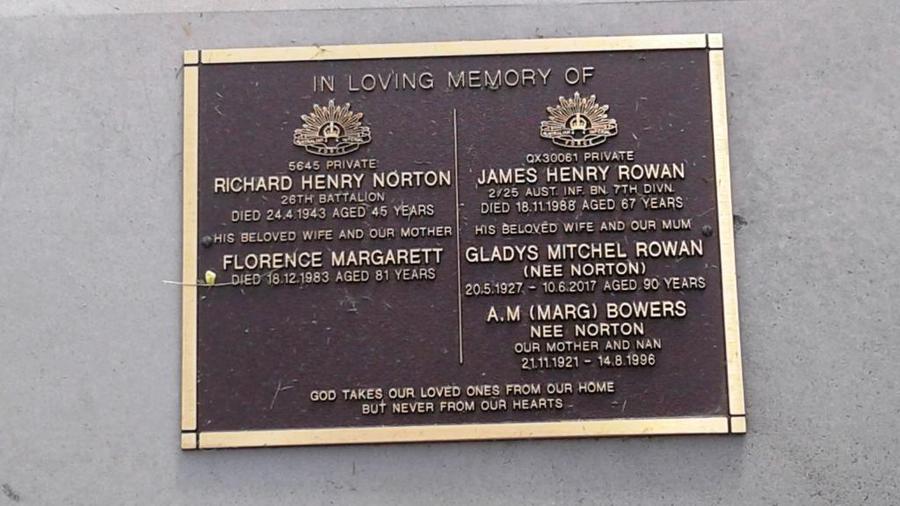 IN LOVING MEMORY OF
5645 PRIVATE
RICHARD HENRY NORTON
26TH BATTALION
DIED 24.4.1943 AGED 45 YEARS
HIS BELOVED WIFE AND OUR MOTHER
FLORENCE MARGARETT
DIED 18.12.1983 AGED 81 YEARS
QX30061 PRIVATE
JAMES HENRY ROWAN
2/25 AUST. INF. BN. 7TH DIVN.
DIED 18.11.1988 AGED 67 YEARS
HIS BELOVED WIFE AND OUR MUM
GLADYS MITCHEL ROWAN
(NEE NORTON)
20.5.1927. - 10.6.2017 AGED 90 YEARS
A.M (MARG) BOWERS
NEE NORTON
OUR MOTHER AND NAN
21.11.1921 - 14.8.1996
GOD TAKES OUR LOVED ONES FROM OUR HOME
BUT NEVER FROM OUR HEARTS